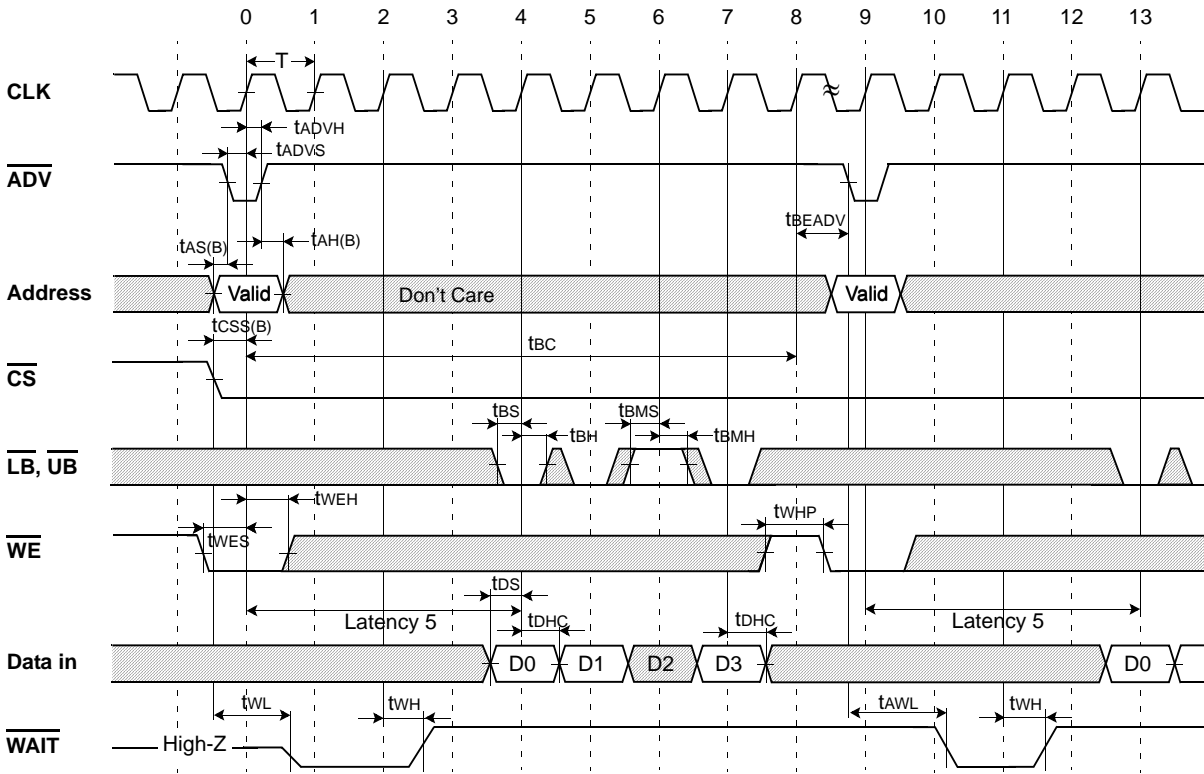 0 1 2 3 4 5 6 7 8 9 10 11 12 13
T
CLK
tADVH
tADVS
ADV
tBEADV
tAS(B) tAH(B)
Address Valid Don't Care Valid
tCSS(B)
tBC
CS
tBS tBMS
tBH tBMH
LB, UB
tWEH
tWHP
tWES
WE
tDS
Latency 5 Latency 5
tDHC tDHC
Data in D0 D1 D2 D3 D0
tWL tWH tAWL tWH
WAIT High-Z